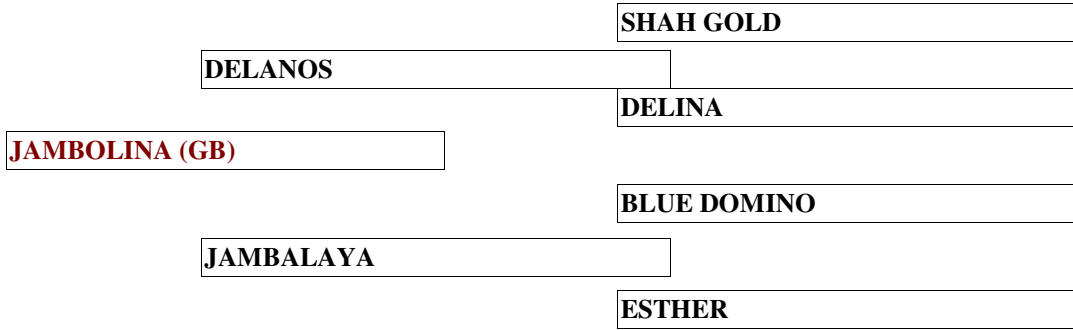 SHAH GOLD
DELANOS
DELINA
JAMBOLINA (GB)
BLUE DOMINO
JAMBALAYA
ESTHER